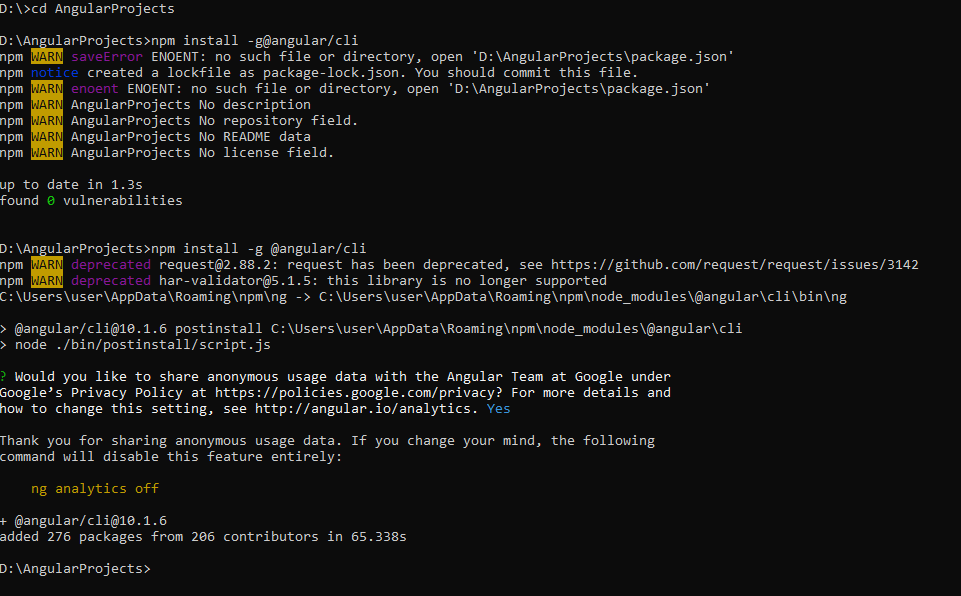 D:\>cd AngularProjects
D:\AngularProjects>npm install -g@angular/cli
npm WARN saveError ENOENT: no such file or directory, open 'D:\AngularProjects\package.json'
npm notice created a lockfile as package-lock.json. You should commit this file.
npm WARN enoent ENOENT: no such file or directory, open 'D:\AngularProjects\package.json'
npm WARN AngularProjects No description
npm WARN AngularProjects No repository field.
npm WARN AngularProjects No README data
npm WARN AngularProjects No license field.
up to date in 1.3s
found 0 vulnerabilities
D:\AngularProjects>npm install -g @angular/cli
npm WARN deprecated request@2.88.2: request has been deprecated, see https://github.com/request/request/issues/3142
npm WARN deprecated har-validator@5.1.5: this library is no longer supported
C:\Users\user\AppData\Roaming\npm\ng -> C:\Users\user\AppData\Roaming\npm\node_modules\@angular\cli\bin\ng
> @angular/cli@10.1.6 postinstall C:\Users\user\AppData\Roaming\npm\node_modules\@angular\cli
> node ./bin/postinstall/script.js
? Would you like to share anonymous usage data with the Angular Team at Google under
Google’s Privacy Policy at https://policies.google.com/privacy? For more details and
how to change this setting, see http://angular.io/analytics. Yes
Thank you for sharing anonymous usage data. If you change your mind, the following
command will disable this feature entirely:
ng analytics off
+ @angular/cli@10.1.6
added 276 packages from 206 contributors in 65.338s
D:\AngularProjects>